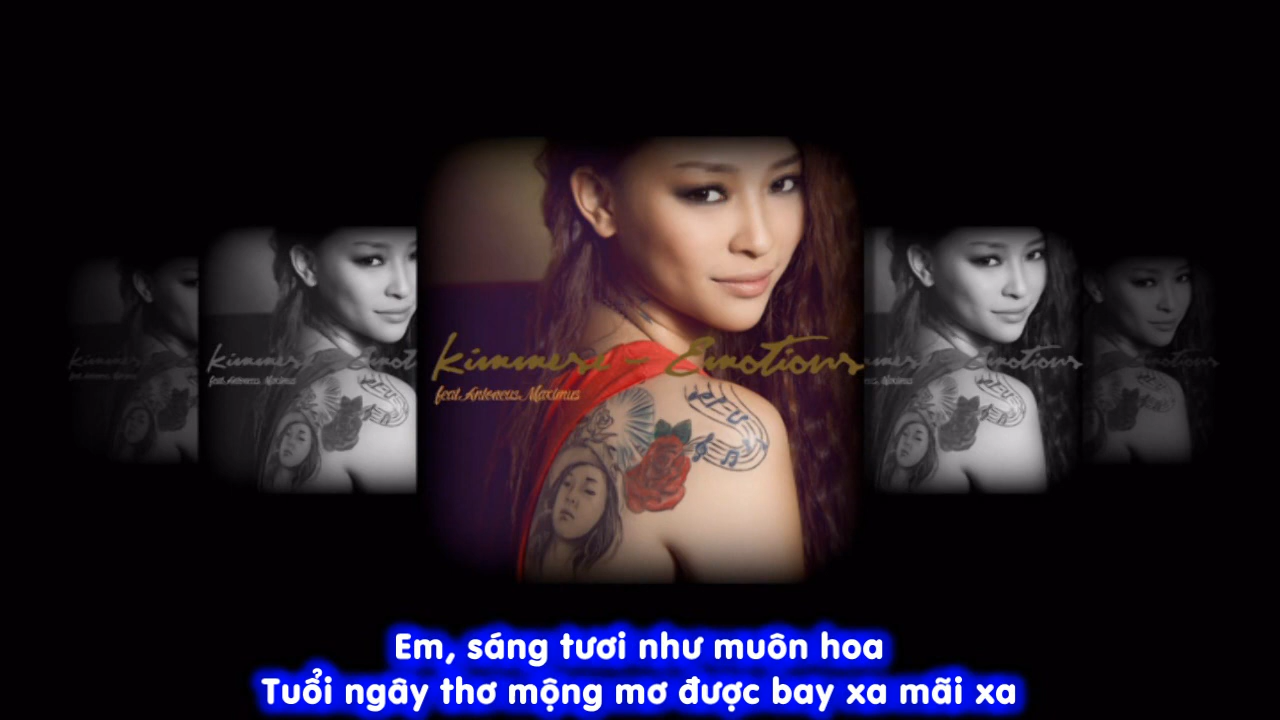 Kimmese - Emotions
feat. Antoneus Maximus
Em, sáng tươi như muôn hoa
Tuổi ngây thơ mộng mơ được bay xa mãi xa